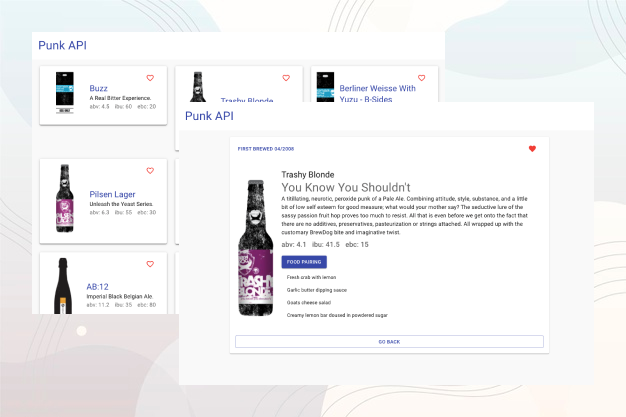 Punk API
Buzz
A Real Bitter Experience.
abv: 4.5 ibu: 60 ebc: 20
Trashy Blonde
Berliner Weisse With
Yuzu - B-Sides
Pilsen Lager
Unleash the Yeast Series.
abv: 6.3 ibu: 55 ebc: 30
AB:12
Imperial Black Belgian Ale.
abv: 11.2 ibu: 35 ebc: 80
Punk API
FIRST BREWED 04/2008
Trashy Blonde
You Know You Shouldn't
A titillating, neurotic, peroxide punk of a Pale Ale. Combining attitude, style, substance, and a little
bit of low self esteem for good measure; what would your mother say? The seductive lure of the
sassy passion fruit hop proves too much to resist. All that is even before we get onto the fact that
there are no additives, preservatives, pasteurization or strings attached. All wrapped up with the
customary BrewDog bite and imaginative twist.
abv: 4.1 ibu: 41.5 ebc: 15
FOOD PAIRING
Fresh crab with lemon
Garlic butter dipping sauce
Goats cheese salad
Creamy lemon bar doused in powdered sugar
TRASHY
BLONDE
GO BACK